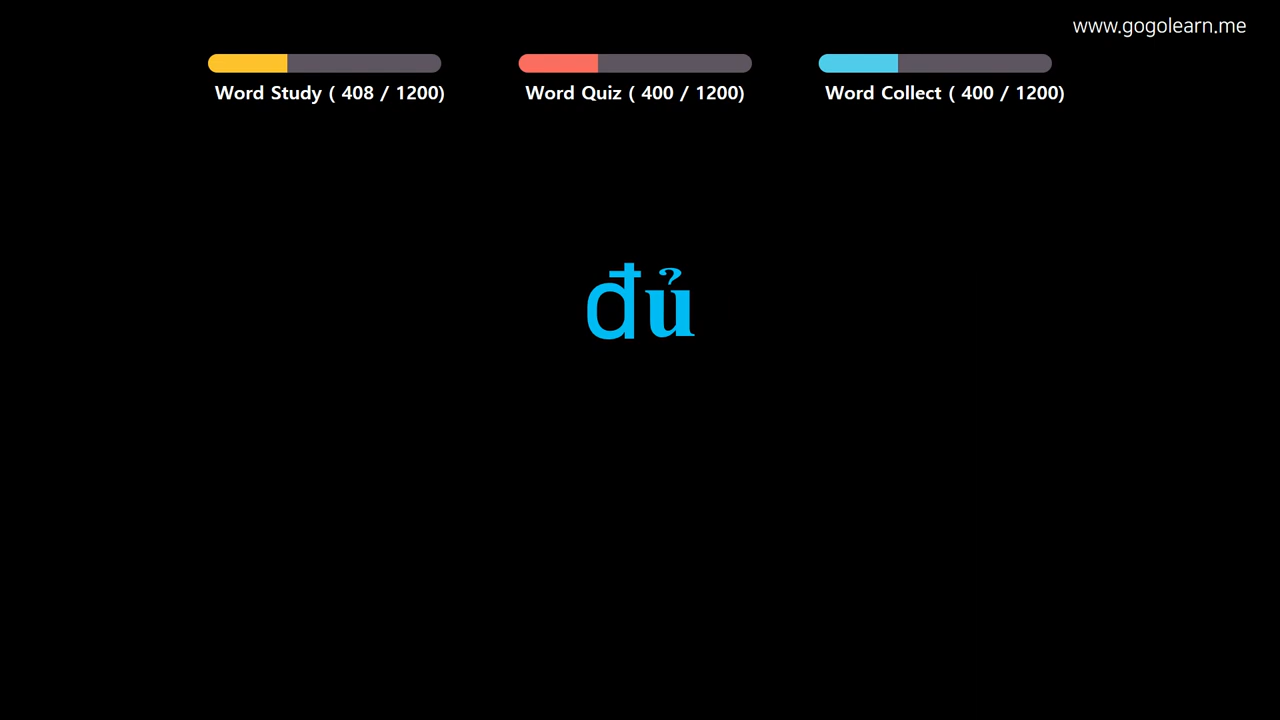 www.gogolearn.me
Word Study ( 408 / 1200)
Word Quiz ( 400 / 1200)
Word Collect ( 400 / 1200)
đủ